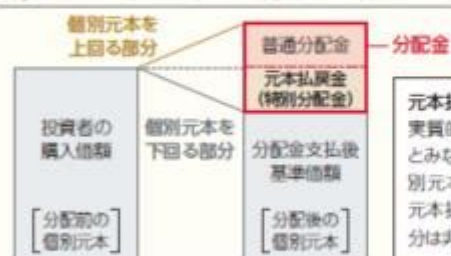 個別元本を
上回る部分
普通分配金
分配金
元本払戻金
(特別分配金)
投資者の
購入価額
個別元本を
下回る部分
分配金支払後
基準価額
分配前の
個別元本
分配後の
個別元本
元本払
実質的
とみな
別元本
元本払
分は非